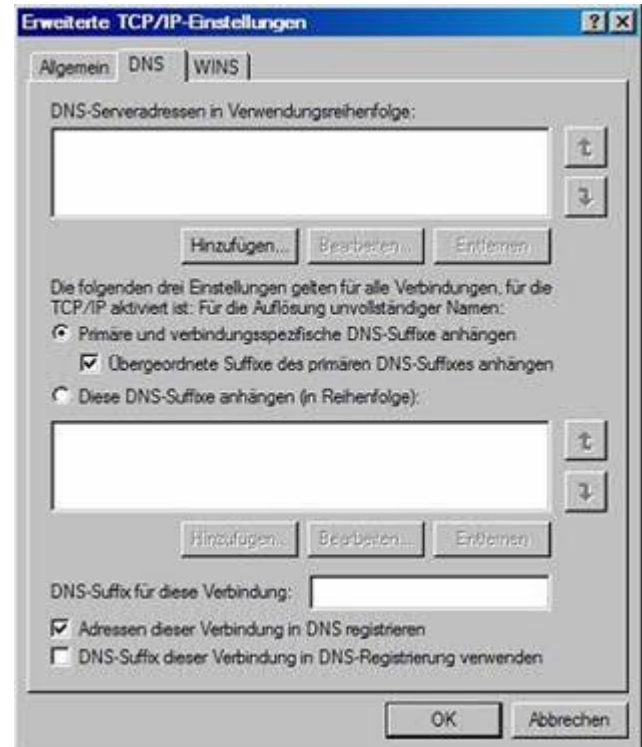 Erweiterte TCP/IP-Einstellungen
Allgemein DNS WINS
DNS-Serveradressen in Verwendungsreihenfolge:
Hinzufügen... Bearbeiten... Entfernen
Die folgenden drei Einstellungen gelten für alle Verbindungen, für die
TCP/IP aktiviert ist: Für die Auflösung unvollständiger Namen:
Primäre und verbindungsspezifische DNS-Suffixe anhängen
Übergeordnete Suffixe des primären DNS-Suffixes anhängen
Diese DNS-Suffixe anhängen (in Reihenfolge):
Hinzufügen... Bearbeiten... Entfernen
DNS-Suffix für diese Verbindung:
Adressen dieser Verbindung in DNS registrieren
DNS-Suffix dieser Verbindung in DNS-Registrierung verwenden
OK Abbrechen